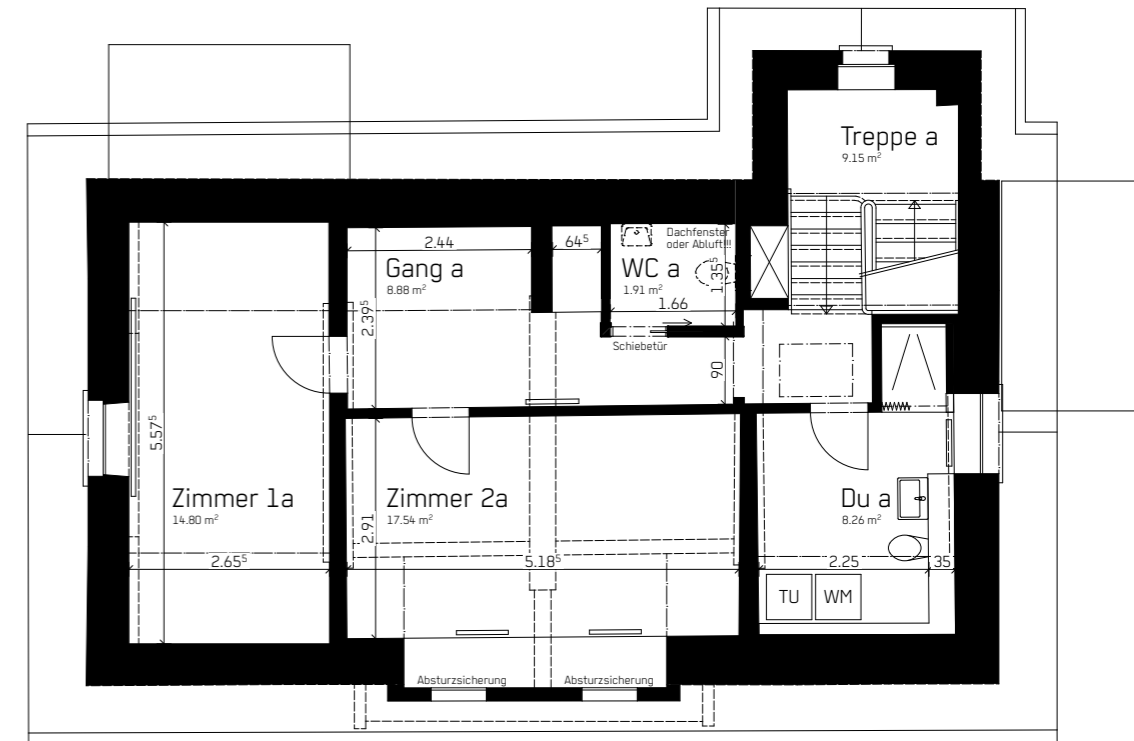 Treppe a
9.15 m²
Dachfenster
oder Abluft!!!
2.44
64⁵
Gang a
8.88 m²
WC a
1.91 m²
1.35⁵
1.66
2.39⁵
Schiebetür
90
5.57⁵
Zimmer 1a
14.80 m²
Zimmer 2a
17.54 m²
Du a
8.26 m²
2.91
2.65⁵
5.18⁵
2.25
35
TU
WM
Absturzsicherung
Absturzsicherung